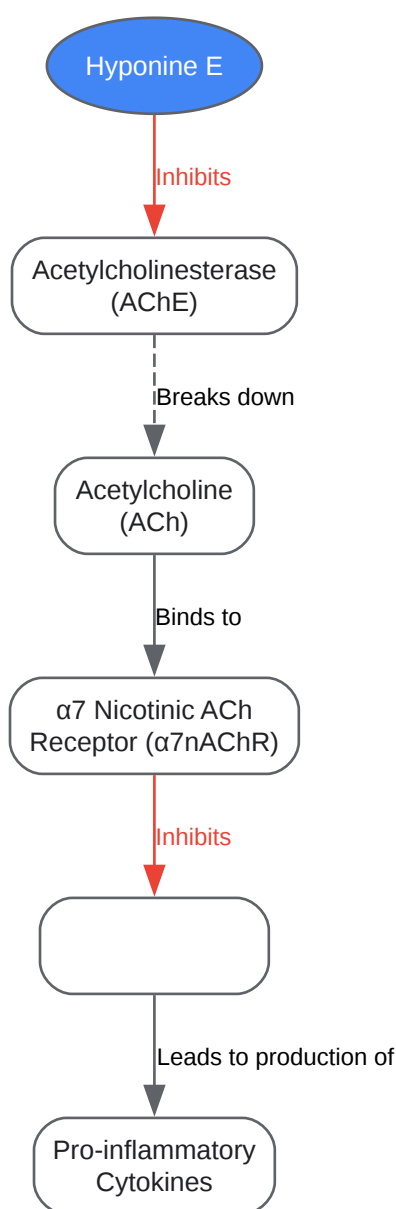 Hyponine E
Inhibits
Acetylcholinesterase
(AChE)
Breaks down
Acetylcholine
(ACh)
Binds to
α7 Nicotinic ACh
Receptor (α7nAChR)
Inhibits
Leads to production of
Pro-inflammatory
Cytokines